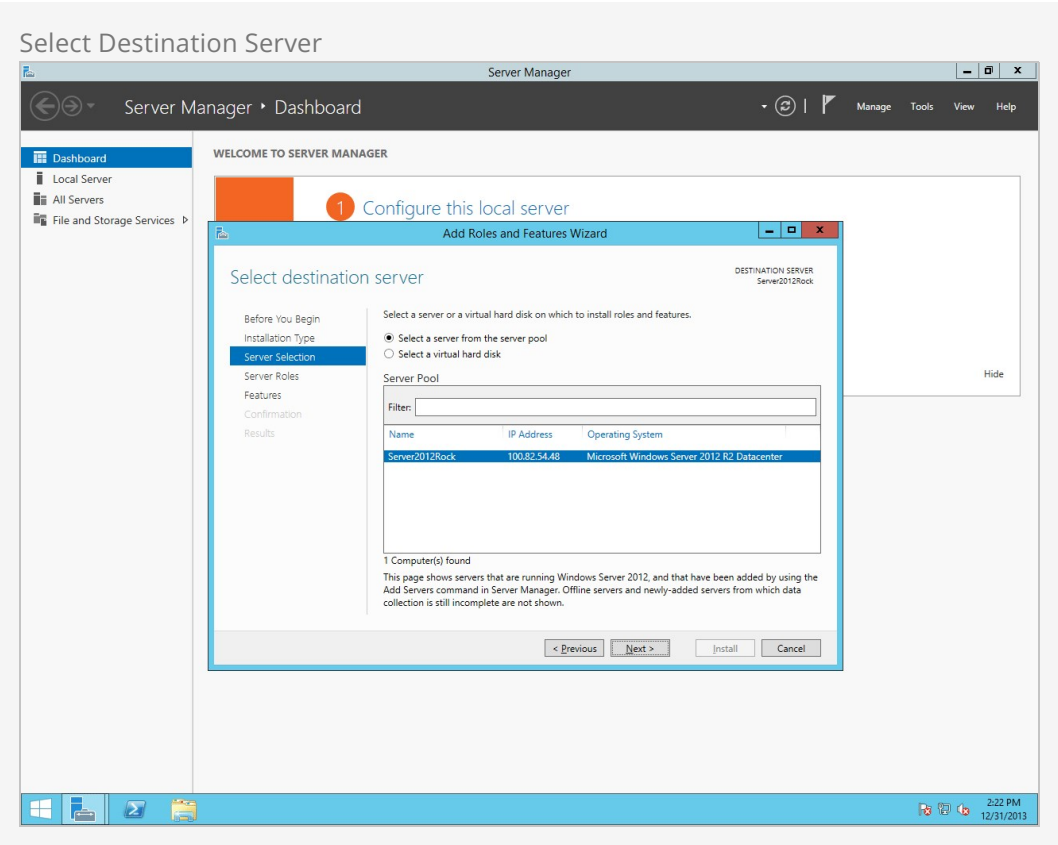 Select Destination Server
Server Manager
Server Manager • Dashboard
Manage Tools View Help
Dashboard
Local Server
All Servers
File and Storage Services
WELCOME TO SERVER MANAGER
1 Configure this local server
Hide
Add Roles and Features Wizard
Select destination server
DESTINATION SERVER
Server2012Rock
Before You Begin
Installation Type
Server Selection
Server Roles
Features
Confirmation
Results
Select a server or a virtual hard disk on which to install roles and features.
Select a server from the server pool
Select a virtual hard disk
Server Pool
Filter:
Name IP Address Operating System
Server2012Rock 100.82.54.48 Microsoft Windows Server 2012 R2 Datacenter
1 Computer(s) found
This page shows servers that are running Windows Server 2012, and that have been added by using the
Add Servers command in Server Manager. Offline servers and newly-added servers from which data
collection is still incomplete are not shown.
< Previous Next > Install Cancel
2:22 PM
12/31/2013